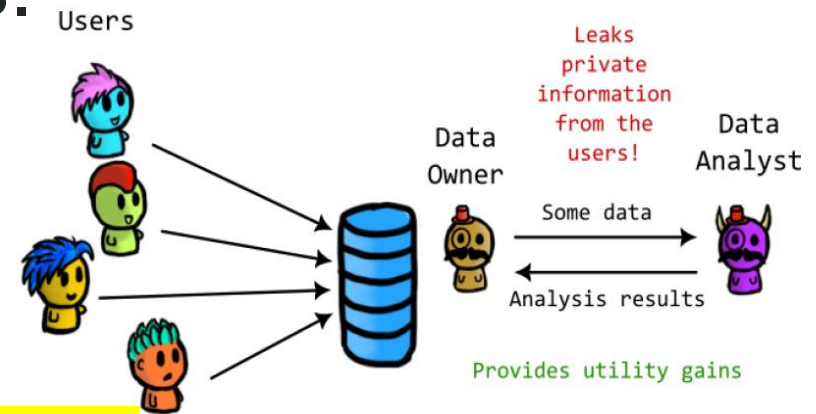 Users
Leaks
private
information
from the
users!
Data
Owner
Data
Analyst
Some data
Analysis results
Provides utility gains